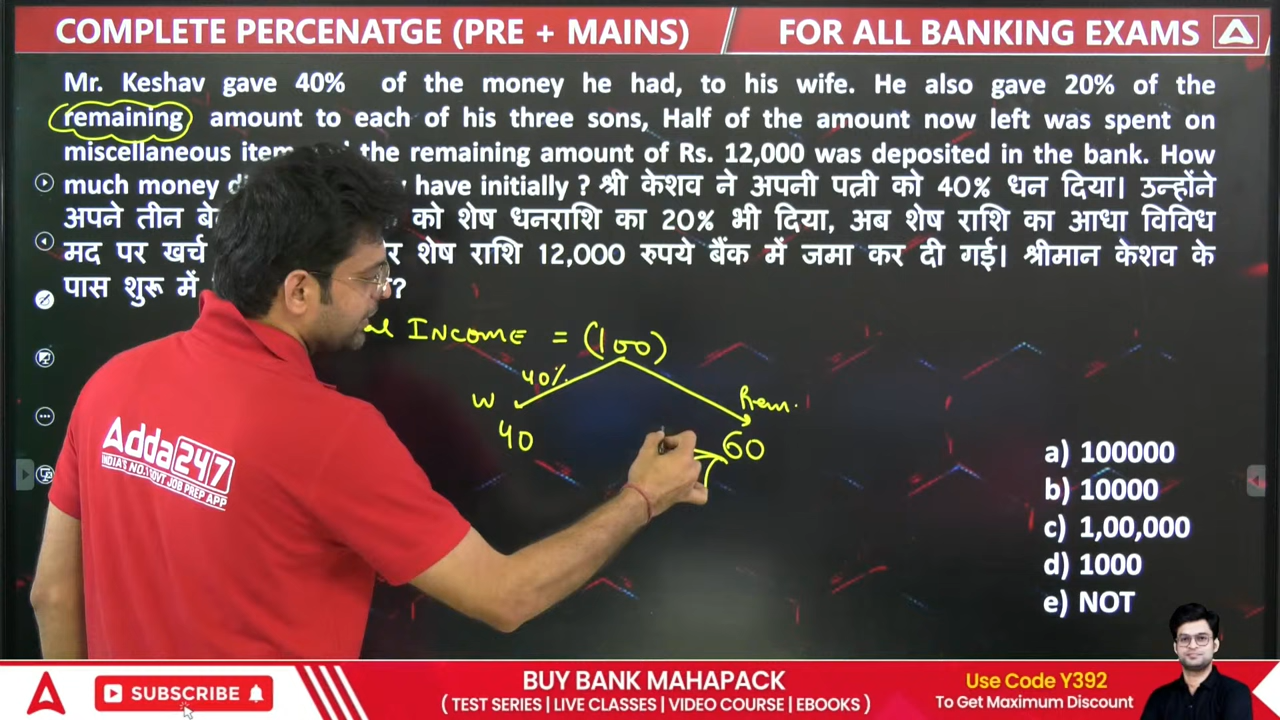 COMPLETE PERCENATGE (PRE + MAINS)
FOR ALL BANKING EXAMS
Mr. Keshav gave 40% of the money he had, to his wife. He also gave 20% of the
remaining amount to each of his three sons, Half of the amount now left was spent on
miscellaneous the remaining amount of Rs. 12,000 was deposited in the bank. How
much money have initially ? श्री केशव ने अपनी पत्नी को 40% धन दिया। उन्होंने
अपने तीन को शेष धनराशि का 20% भी दिया, अब शेष राशि का आधा विविध
मद पर खर्च शेष राशि 12,000 रुपये बैंक में जमा कर दी गई। श्रीमान केशव के
पास शुरू में
INCOME = (100)
40%
W
Rem.
40
60
a) 100000
b) 10000
c) 1,00,000
d) 1000
e) NOT
Adda247
INDIA'S NO.1 GOVT JOB PREP APP
SUBSCRIBE
BUY BANK MAHAPACK
( TEST SERIES | LIVE CLASSES | VIDEO COURSE | EBOOKS )
Use Code Y392
To Get Maximum Discount